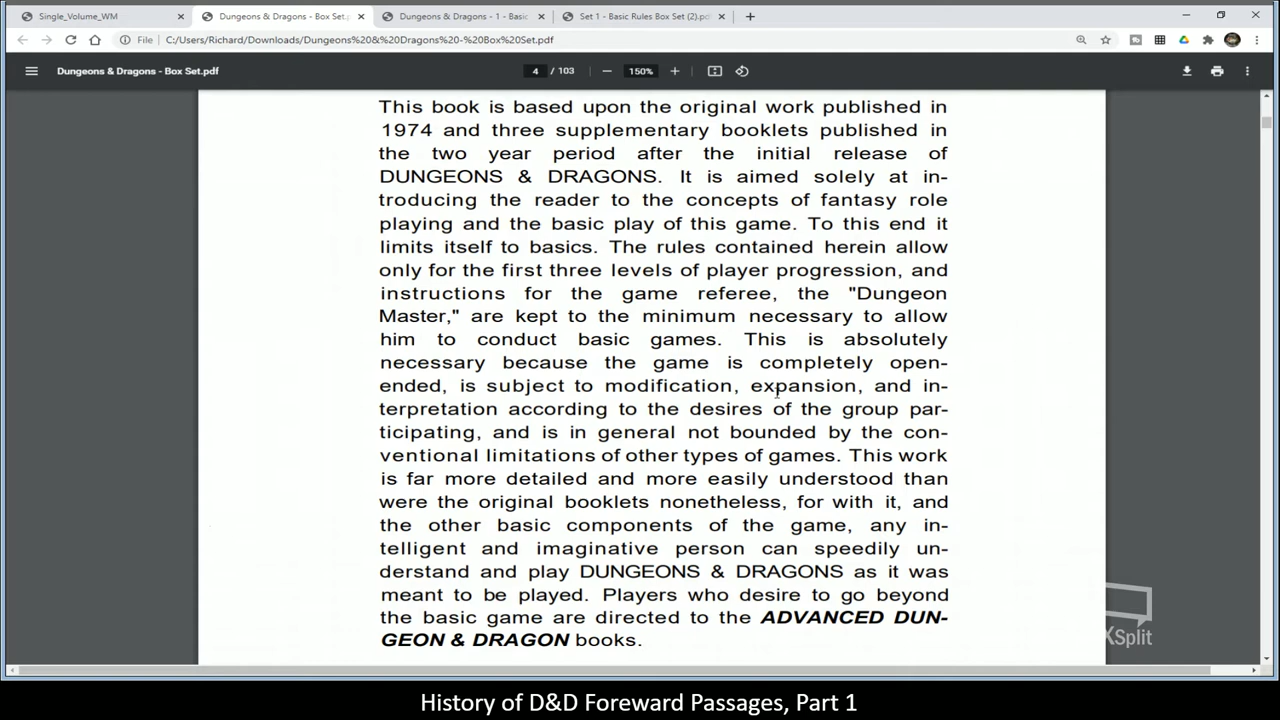 Single_Volume_WM
Dungeons & Dragons - Box Set.p
Dungeons & Dragons - 1 - Basic
Set 1 - Basic Rules Box Set (2).pd
File
C:/Users/Richard/Downloads/Dungeons%20&%20Dragons%20-%20Box%20Set.pdf
Dungeons & Dragons - Box Set.pdf
4 / 103
150%
This book is based upon the original work published in
1974 and three supplementary booklets published in
the two year period after the initial release of
DUNGEONS & DRAGONS. It is aimed solely at in-
troducing the reader to the concepts of fantasy role
playing and the basic play of this game. To this end it
limits itself to basics. The rules contained herein allow
only for the first three levels of player progression, and
instructions for the game referee, the "Dungeon
Master," are kept to the minimum necessary to allow
him to conduct basic games. This is absolutely
necessary because the game is completely open-
ended, is subject to modification, expansion, and in-
terpretation according to the desires of the group par-
ticipating, and is in general not bounded by the con-
ventional limitations of other types of games. This work
is far more detailed and more easily understood than
were the original booklets nonetheless, for with it, and
the other basic components of the game, any in-
telligent and imaginative person can speedily un-
derstand and play DUNGEONS & DRAGONS as it was
meant to be played. Players who desire to go beyond
the basic game are directed to the ADVANCED DUN-
GEON & DRAGON books.
XSplit
History of D&D Foreward Passages, Part 1